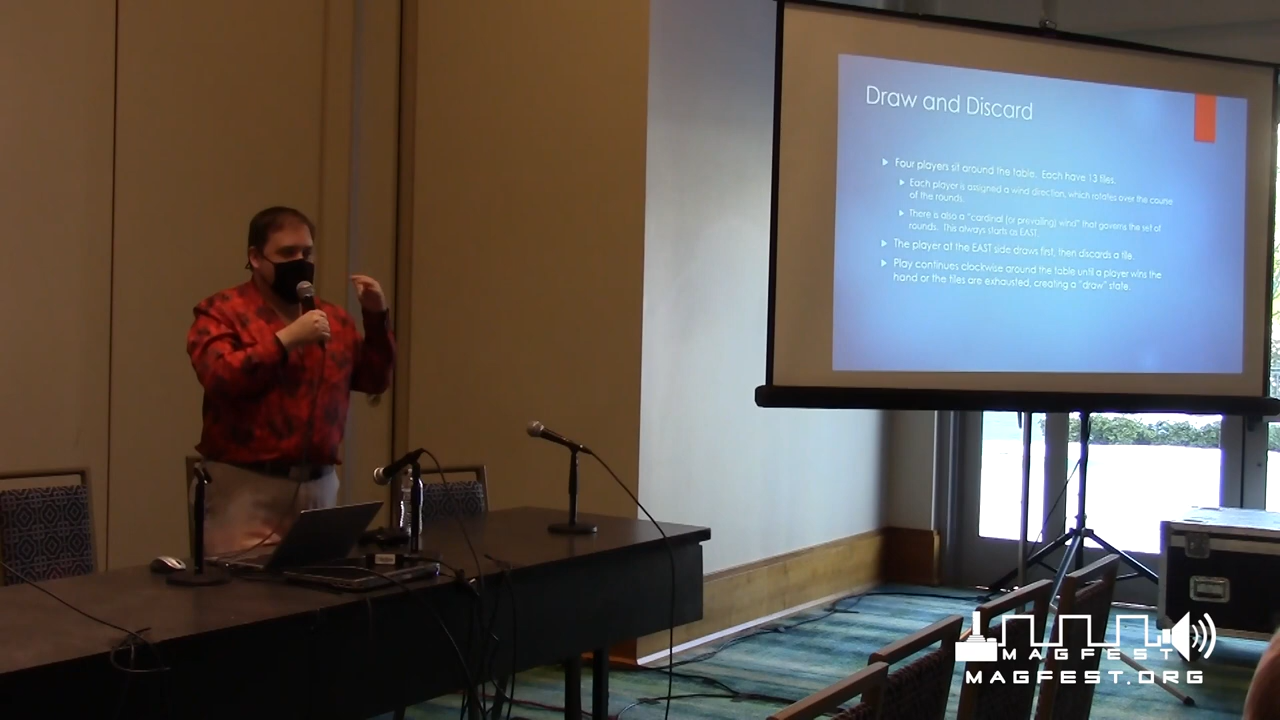 Draw and Discard
Four players sit around the table. Each have 13 tiles.
Each player is assigned a wind direction, which rotates over the course
of the rounds.
There is also a "cardinal (or prevailing) wind" that governs the set of
rounds. This always starts as EAST.
The player at the EAST side draws first, then discards a tile.
Play continues clockwise around the table until a player wins the
hand or the tiles are exhausted, creating a "draw" state.
MAGFEST
MAGFEST.ORG